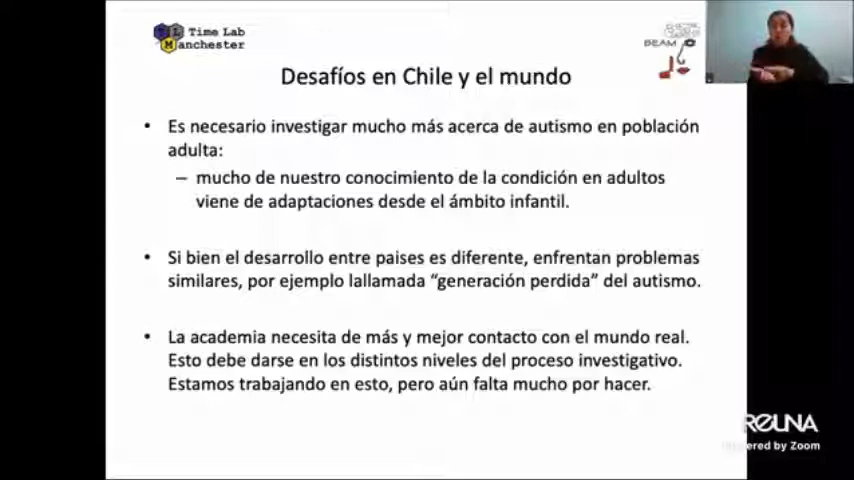 Time Lab
Manchester
BEAM
Desafíos en Chile y el mundo
• Es necesario investigar mucho más acerca de autismo en población
adulta:
– mucho de nuestro conocimiento de la condición en adultos
viene de adaptaciones desde el ámbito infantil.
• Si bien el desarrollo entre paises es diferente, enfrentan problemas
similares, por ejemplo lallamada “generación perdida” del autismo.
• La academia necesita de más y mejor contacto con el mundo real.
Esto debe darse en los distintos niveles del proceso investigativo.
Estamos trabajando en esto, pero aún falta mucho por hacer.
REUNA
by Zoom